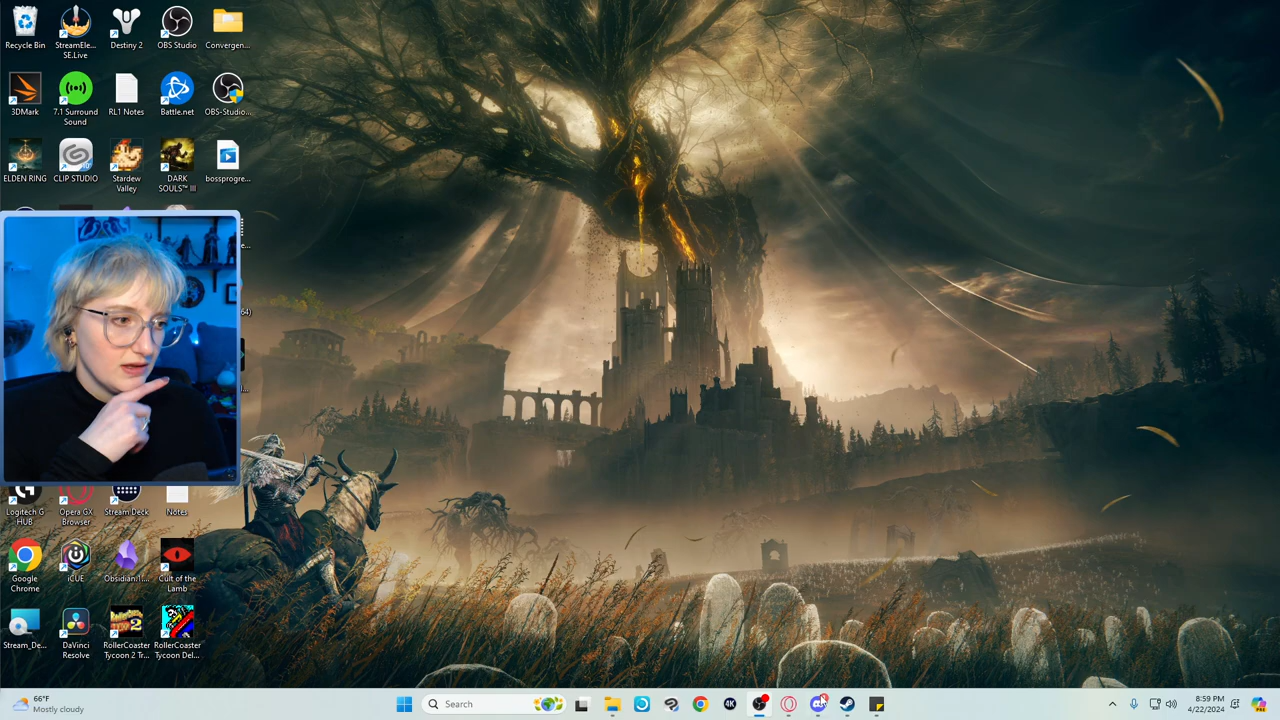 Recycle Bin
StreamEle...
SE.Live
Destiny 2
OBS Studio
Convergen...
3DMark
7.1 Surround
Sound
RL1 Notes
Battle.net
OBS-Studio...
ELDEN RING
CLIP STUDIO
Stardew
Valley
DARK
SOULS™ III
bossprogre...
Logitech G
HUB
Opera GX
Browser
Stream Deck
Notes
Google
Chrome
iCUE
Obsidian.1...
Cult of the
Lamb
Stream_De...
DaVinci
Resolve
RollerCoaster
Tycoon 2 Tr...
RollerCoaster
Tycoon Del...
66°F
Mostly cloudy
Search
4K
8:59 PM
4/22/2024